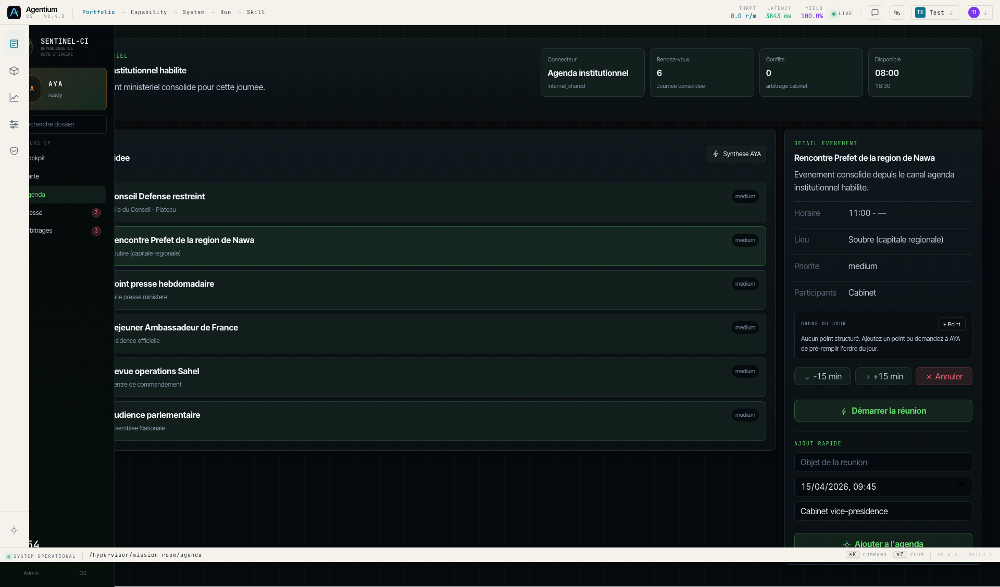 Agentium
OS · V0.4.0
Portfolio → Capability → System → Run → Skill
THRPT
0.0 r/m
LATENCY
3843 ms
YIELD
100.0%
LIVE
TE Test
TI
SENTINEL-CI
REPUBLIQUE DE
COTE D'IVOIRE
A
AYA
ready
cherche dossier
URS VP
ockpit
arte
genda
esse
3
bitrages
3
54
Admin
OS
IEL
nstitutionnel habilite
nt ministeriel consolide pour cette journee.
Connecteur
Agenda institutionnel
internal_shared
Rendez-vous
6
Journee consolidee
Conflits
0
arbitrage cabinet
Disponible
08:00
18:30
idee
Synthese AYA
onseil Defense restreint
lle du Conseil - Plateau
medium
encontre Prefet de la region de Nawa
oubre (capitale regionale)
medium
oint presse hebdomadaire
alle presse ministere
medium
ejeuner Ambassadeur de France
esidence officielle
medium
evue operations Sahel
entre de commandement
medium
udience parlementaire
ssemblee Nationale
medium
DETAIL EVENEMENT
Rencontre Prefet de la region de Nawa
Evenement consolide depuis le canal agenda
institutionnel habilite.
Horaire 11:00 - —
Lieu Soubre (capitale regionale)
Priorite medium
Participants Cabinet
ORDRE DU JOUR
+ Point
Aucun point structuré. Ajoutez un point ou demandez à AYA
de pré-remplir l'ordre du jour.
↓ -15 min
→ +15 min
× Annuler
Démarrer la réunion
AJOUT RAPIDE
Objet de la reunion
15/04/2026, 09:45
Cabinet vice-presidence
Ajouter a l'agenda
SYSTEM OPERATIONAL
/hypervisor/mission-room/agenda
⌘K COMMAND
⌘Z ZOOM
V0.4.0 · BUILD 1